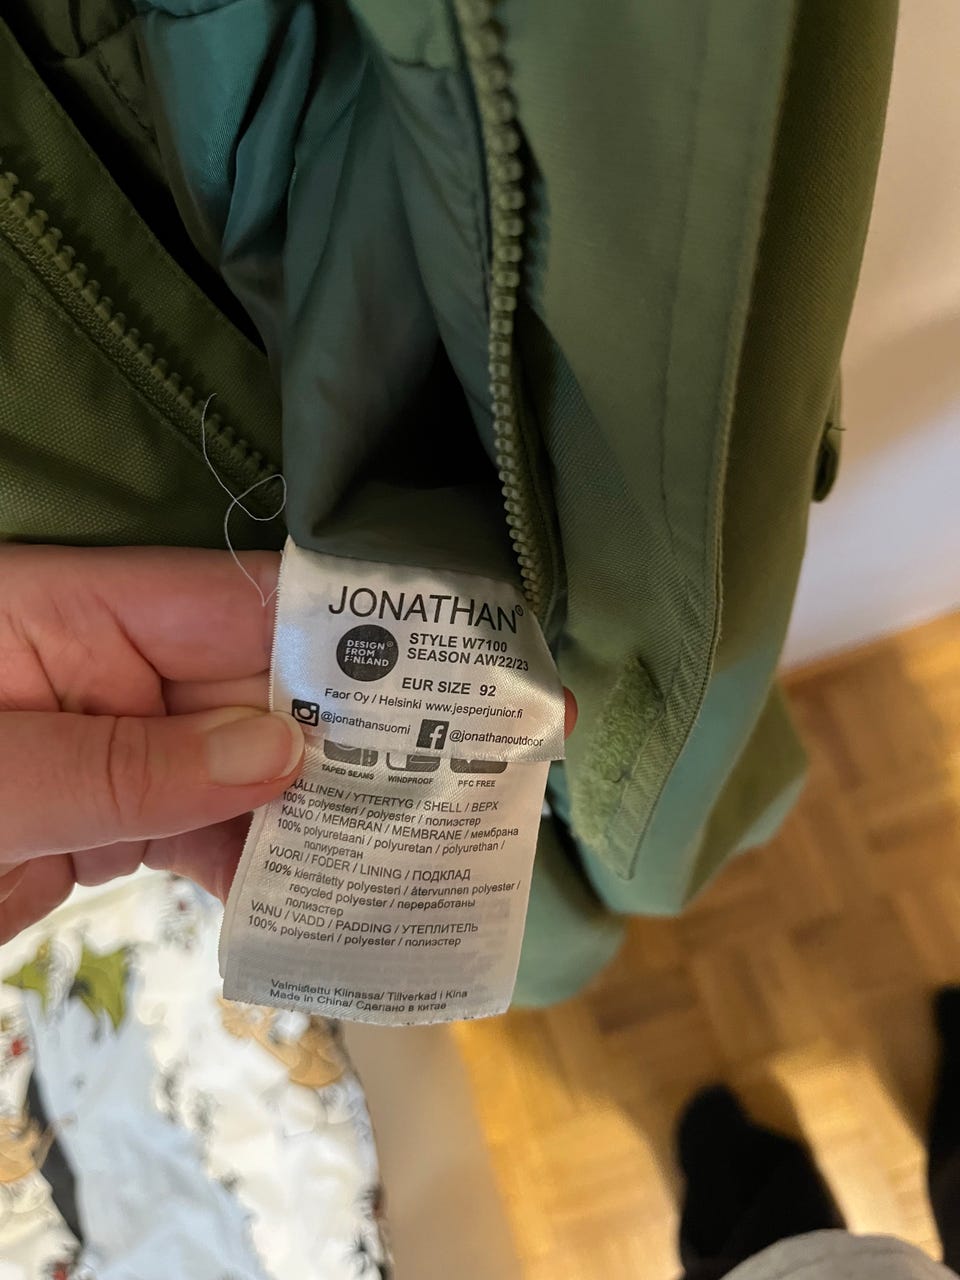 JONATHAN®
DESIGN®
FROM
FINLAND
STYLE W7100
SEASON AW22/23
EUR SIZE 92
Faor Oy / Helsinki www.jesperjunior.fi
@jonathansuomi
@jonathanoutdoor
TAPED SEAMS
WINDPROOF
PFC FREE
/ YTTERTYG / SHELL / ВЕРХ
100% polyesteri / polyester / полиэстер
KALVO / MEMBRAN / MEMBRANE / мембрана
100% polyuretaani / polyuretan / polyurethan /
полиуретан
VUORI / FODER / LINING / ПОДКЛАД
100% kierrätetty polyesteri / återvunnen polyester /
recycled polyester / переработаны
полиэстер
VANU / VADD / PADDING / УТЕПЛИТЕЛЬ
100% polyesteri / polyester / полиэстер
Valmistettu Kiinassa/ Tillverkad i Kina
Made in China/ Сделано в китае